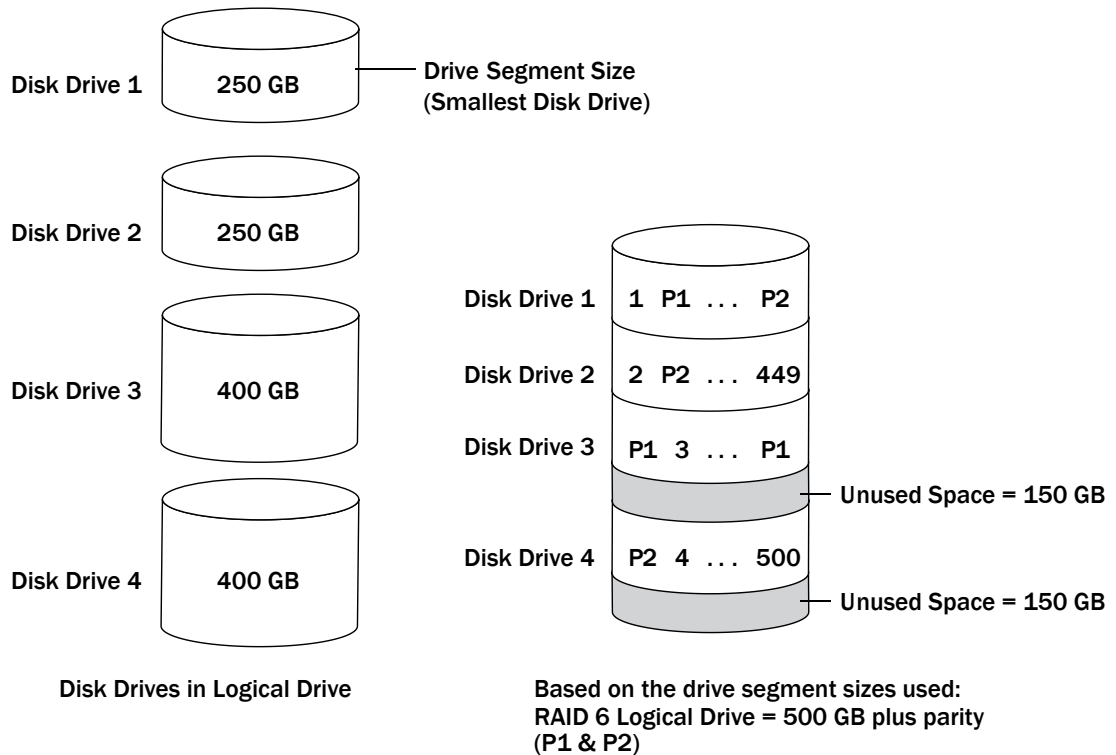 Disk Drive 1
250 GB
Drive Segment Size
(Smallest Disk Drive)
Disk Drive 2
250 GB
Disk Drive 3
400 GB
Disk Drive 4
400 GB
Disk Drives in Logical Drive
Disk Drive 1
1 P1 ... P2
Disk Drive 2
2 P2 ... 449
Disk Drive 3
P1 3 ... P1
Unused Space = 150 GB
Disk Drive 4
P2 4 ... 500
Unused Space = 150 GB
Based on the drive segment sizes used:
RAID 6 Logical Drive = 500 GB plus parity
(P1 & P2)